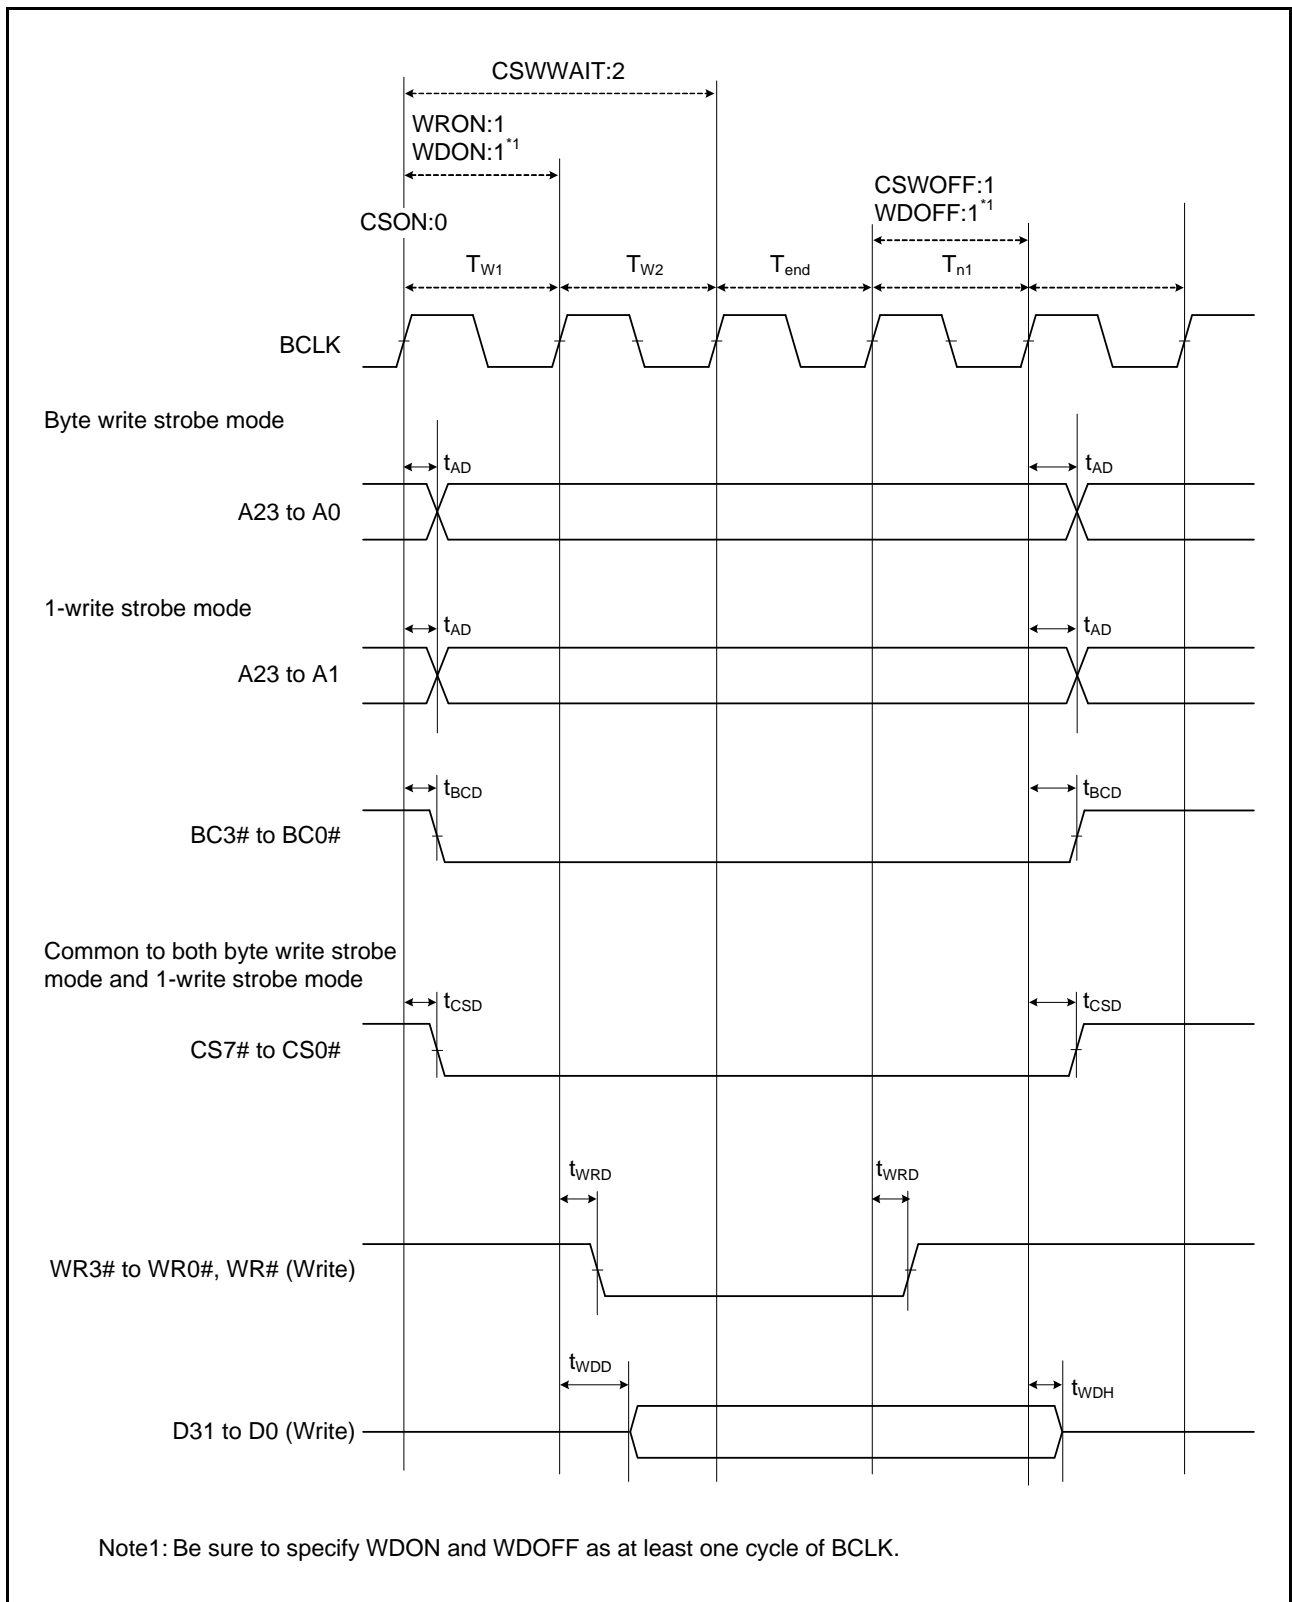 CSWWAIT:2
WRON:1
WDON:1*1
CSWOFF:1
WDOFF:1*1
CSON:0
TW1
TW2
Tend
Tn1
BCLK
Byte write strobe mode
tAD
tAD
A23 to A0
1-write strobe mode
tAD
tAD
A23 to A1
tBCD
tBCD
BC3# to BC0#
Common to both byte write strobe
mode and 1-write strobe mode
tCSD
tCSD
CS7# to CS0#
tWRD
tWRD
WR3# to WR0#, WR# (Write)
tWDD
tWDH
D31 to D0 (Write)
Note1: Be sure to specify WDON and WDOFF as at least one cycle of BCLK.